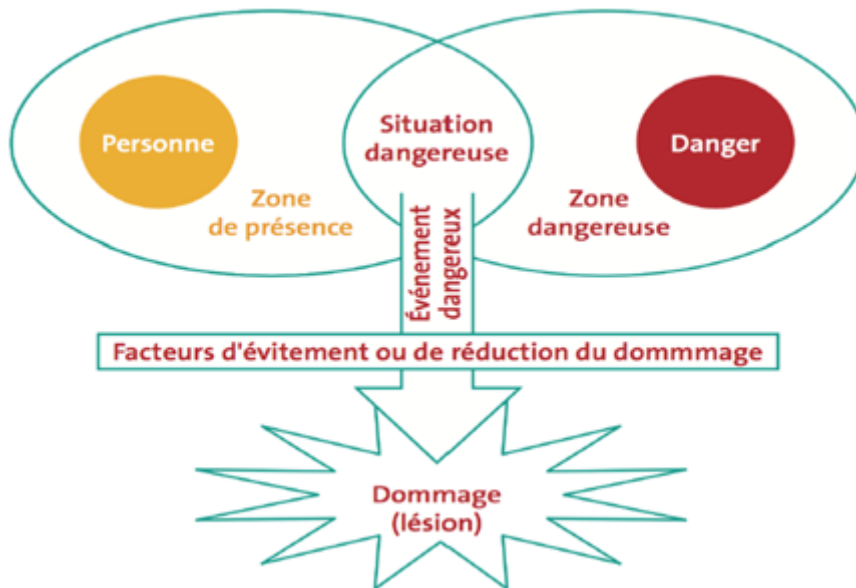 Personne
Situation
dangereuse
Danger
Zone
de présence
Zone
dangereuse
Événement
dangereux
Facteurs d'évitement ou de réduction du dommmage
Dommage
(lésion)